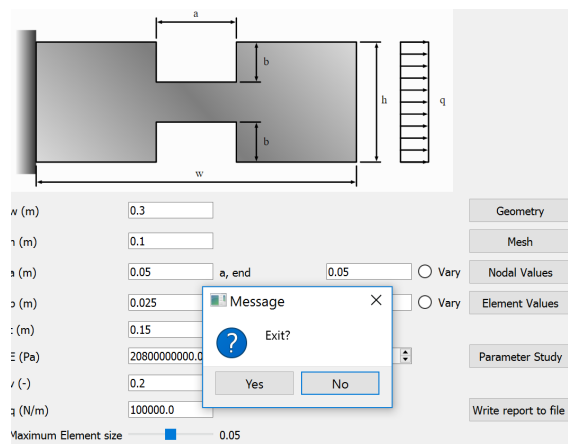 a
b
h
q
b
w
w (m)
0.3
Geometry
h (m)
0.1
Mesh
a (m)
0.05
a, end
0.05
Vary
Nodal Values
b (m)
0.025
Vary
Element Values
t (m)
0.15
E (Pa)
20800000000.0
Parameter Study
v (-)
0.2
q (N/m)
100000.0
Write report to file
Maximum Element size
0.05
Message
Exit?
Yes
No